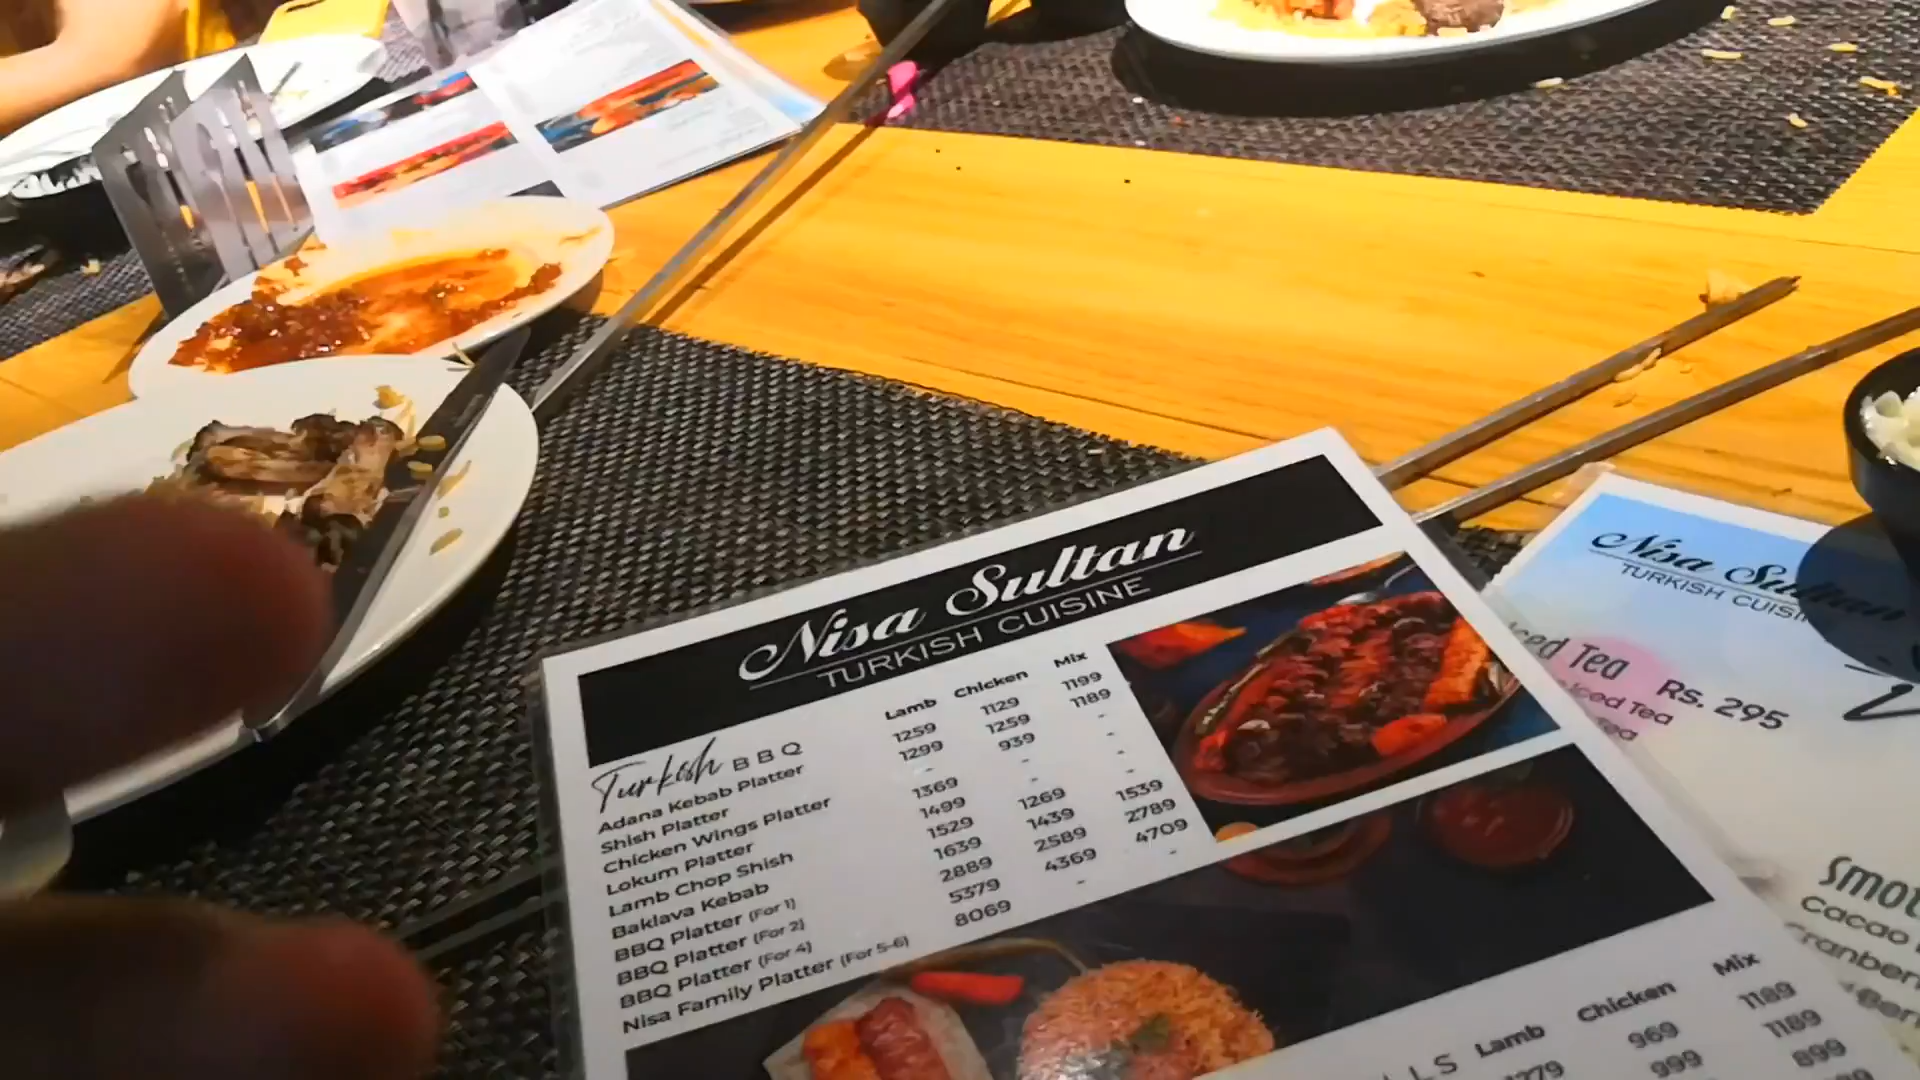 Nisa Sultan
TURKISH CUISINE
Turkish BBQ Lamb Chicken Mix
Adana Kebab Platter 1259 1129 1199
Shish Platter 1299 1259 1189
Chicken Wings Platter - 939 -
Lokum Platter 1369 - -
Lamb Chop Shish 1499 - -
Baklava Kebab 1529 1269 -
BBQ Platter (For 1) 1639 1439 1539
BBQ Platter (For 2) 2889 2589 2789
BBQ Platter (For 4) 5379 4369 4709
Nisa Family Platter (For 5-6) 8069 - -
Lamb Chicken Mix
969 1189
999 1189
899
Nisa Sultan
TURKISH
Iced Tea Rs. 295
Iced Tea
Tea
Cacao